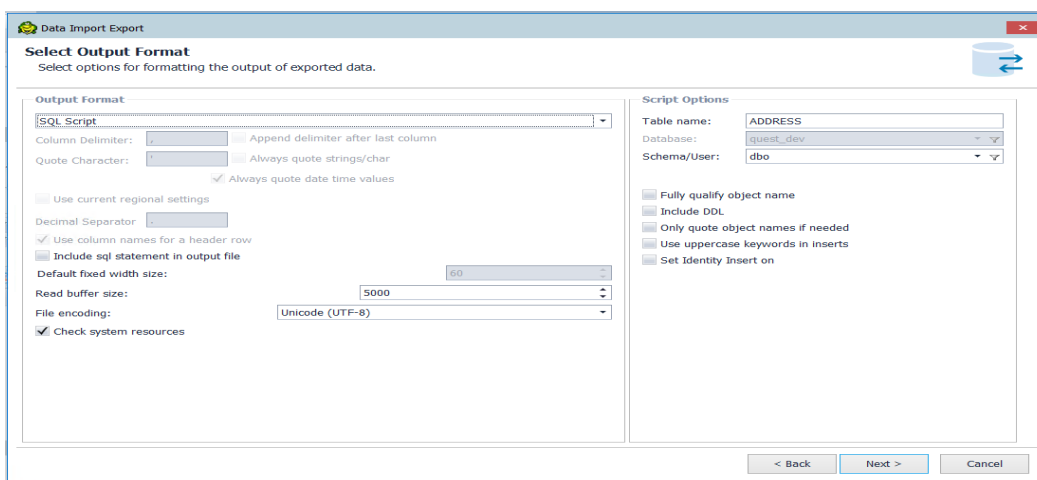 Data Import Export
Select Output Format
Select options for formatting the output of exported data.
Output Format
SQL Script
Column Delimiter: , Append delimiter after last column
Quote Character: ' Always quote strings/char
Always quote date time values
Use current regional settings
Decimal Separator .
Use column names for a header row
Include sql statement in output file
Default fixed width size: 60
Read buffer size: 5000
File encoding: Unicode (UTF-8)
Check system resources
Script Options
Table name: ADDRESS
Database: quest_dev
Schema/User: dbo
Fully qualify object name
Include DDL
Only quote object names if needed
Use uppercase keywords in inserts
Set Identity Insert on
< Back Next > Cancel